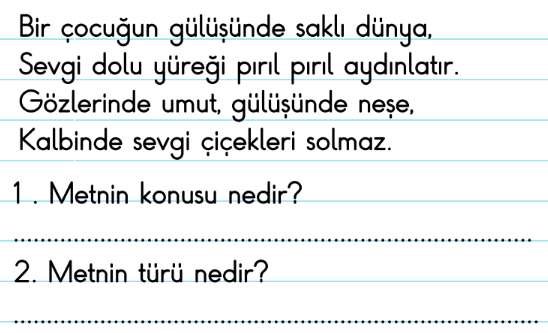 Bir çocuğun gülüşünde saklı dünya,
Sevgi dolu yüreği pırıl pırıl aydınlatır.
Gözlerinde umut, gülüşünde neşe,
Kalbinde sevgi çiçekleri solmaz.
1 . Metnin konusu nedir?
................................................................................
2. Metnin türü nedir?
................................................................................